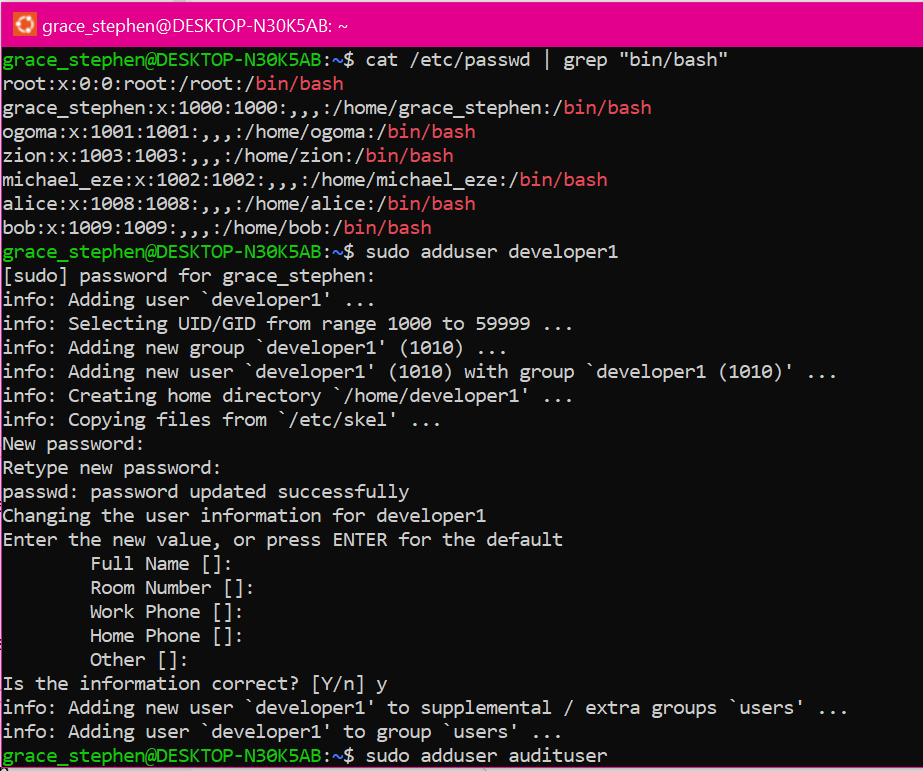 grace_stephen@DESKTOP-N30K5AB: ~
grace_stephen@DESKTOP-N30K5AB:~$ cat /etc/passwd | grep "bin/bash"
root:x:0:0:root:/root:/bin/bash
grace_stephen:x:1000:1000:,,,:/home/grace_stephen:/bin/bash
ogoma:x:1001:1001:,,,:/home/ogoma:/bin/bash
zion:x:1003:1003:,,,:/home/zion:/bin/bash
michael_eze:x:1002:1002:,,,:/home/michael_eze:/bin/bash
alice:x:1008:1008:,,,:/home/alice:/bin/bash
bob:x:1009:1009:,,,:/home/bob:/bin/bash
grace_stephen@DESKTOP-N30K5AB:~$ sudo adduser developer1
[sudo] password for grace_stephen:
info: Adding user `developer1' ...
info: Selecting UID/GID from range 1000 to 59999 ...
info: Adding new group `developer1' (1010) ...
info: Adding new user `developer1' (1010) with group `developer1 (1010)' ...
info: Creating home directory `/home/developer1' ...
info: Copying files from `/etc/skel' ...
New password:
Retype new password:
passwd: password updated successfully
Changing the user information for developer1
Enter the new value, or press ENTER for the default
        Full Name []:
        Room Number []:
        Work Phone []:
        Home Phone []:
        Other []:
Is the information correct? [Y/n] y
info: Adding new user `developer1' to supplemental / extra groups `users' ...
info: Adding user `developer1' to group `users' ...
grace_stephen@DESKTOP-N30K5AB:~$ sudo adduser audituser